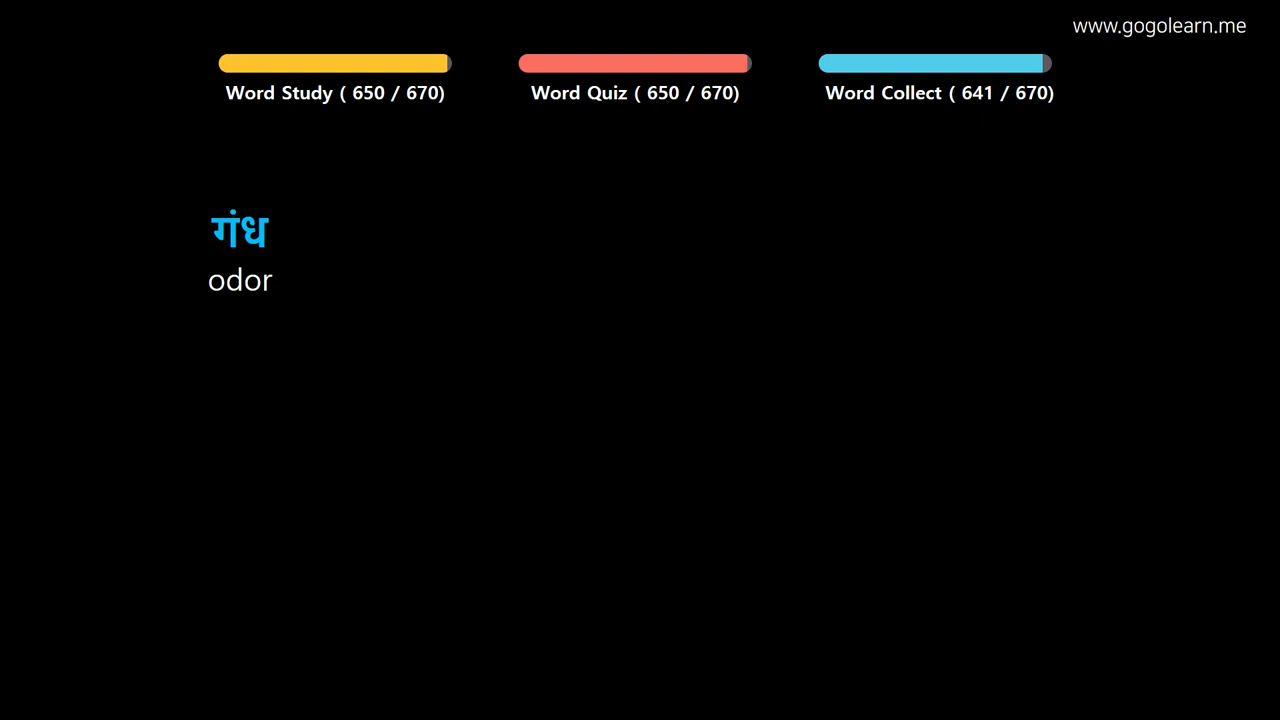 www.gogolearn.me
Word Study ( 650 / 670)
Word Quiz ( 650 / 670)
Word Collect ( 641 / 670)
गंध
odor